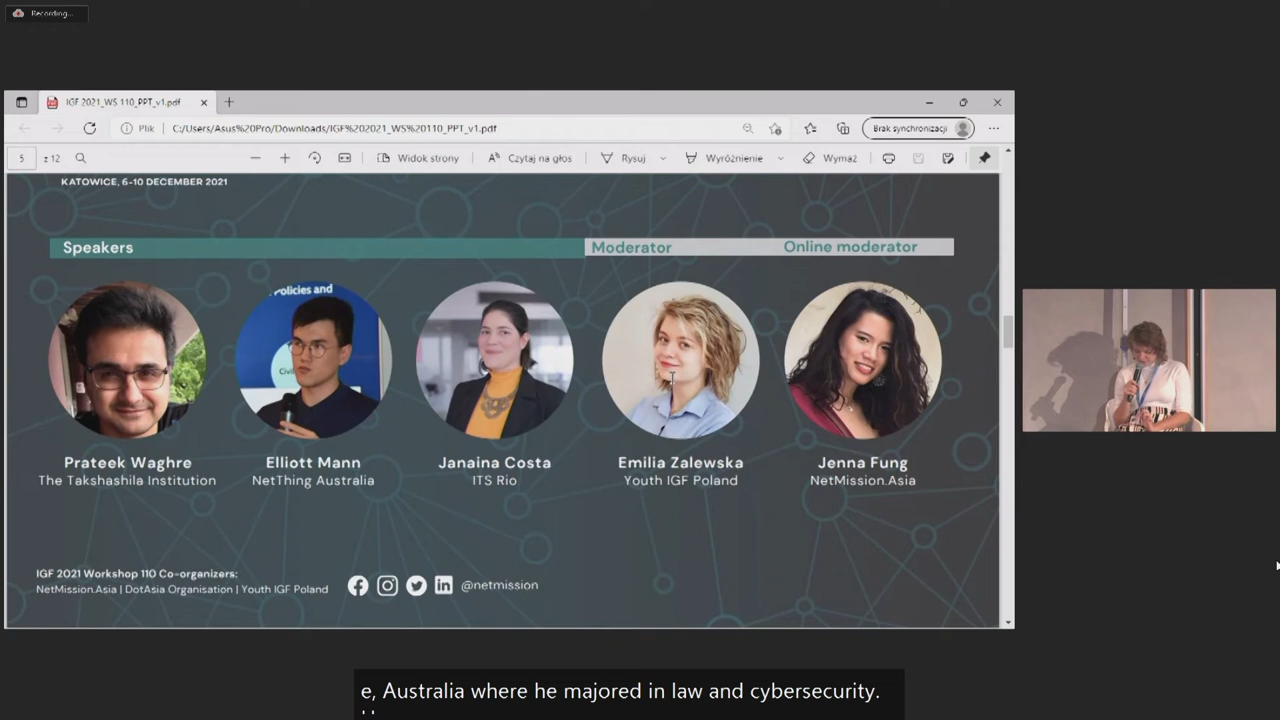 Recording...
IGF 2021_WS 110_PPT_v1.pdf
Plik
C:/Users/Asus%20Pro/Downloads/IGF%202021_WS%20110_PPT_v1.pdf
Brak synchronizacji
5 z 12
Widok strony
Czytaj na głos
Rysuj
Wyróżnienie
Wymaż
KATOWICE, 6-10 DECEMBER 2021
Speakers
Moderator
Online moderator
Policies and
Civil
Prateek Waghre
Elliott Mann
Janaina Costa
Emilia Zalewska
Jenna Fung
The Takshashila Institution
NetThing Australia
ITS Rio
Youth IGF Poland
NetMission.Asia
IGF 2021 Workshop 110 Co-organizers:
NetMission.Asia | DotAsia Organisation | Youth IGF Poland
@netmission
e, Australia where he majored in law and cybersecurity.